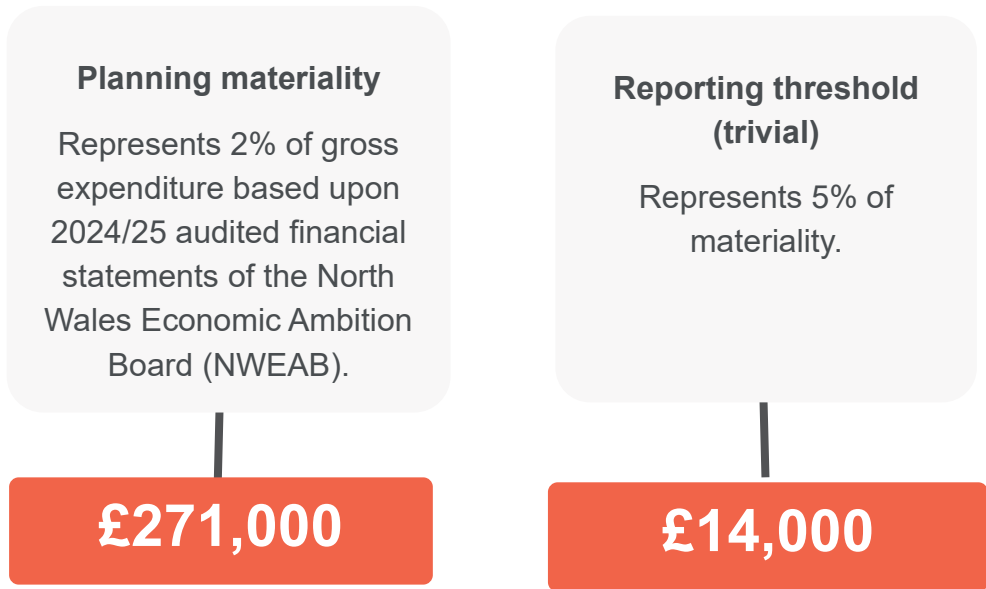 Planning materiality
Represents 2% of gross
expenditure based upon
2024/25 audited financial
statements of the North
Wales Economic Ambition
Board (NWEAB).
£271,000
Reporting threshold
(trivial)
Represents 5% of
materiality.
£14,000